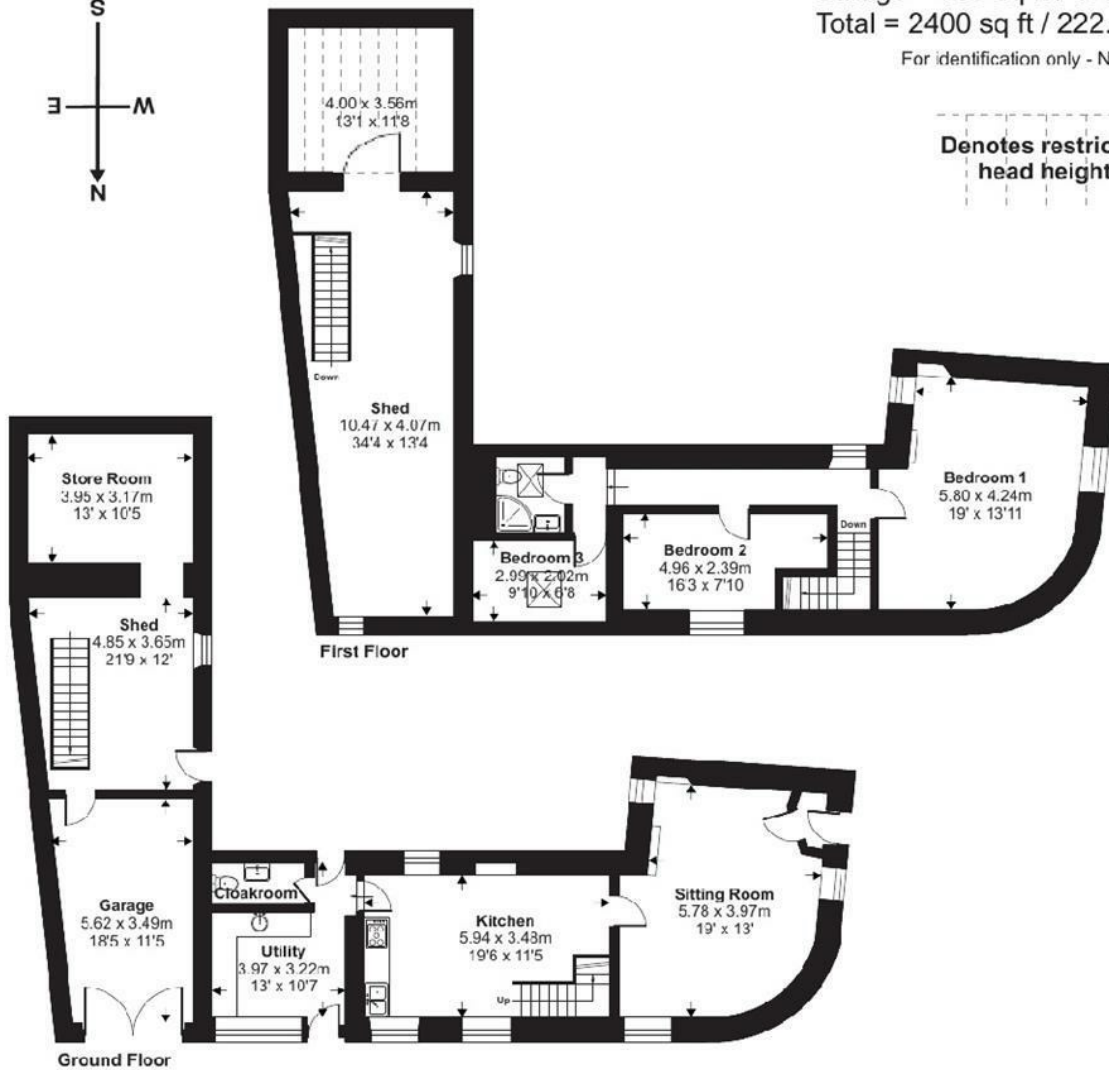 S
E W
N
Total = 2400 sq ft / 222.
For identification only - N
Denotes restric
head height
4.00 x 3.56m
13'1 x 11'8
Down
Shed
10.47 x 4.07m
34'4 x 13'4
Bedroom 1
5.80 x 4.24m
19' x 13'11
Down
Bedroom 2
4.96 x 2.39m
16'3 x 7'10
Bedroom 3
2.99 x 2.02m
9'10 x 6'8
First Floor
Store Room
3.95 x 3.17m
13' x 10'5
Shed
4.85 x 3.65m
21'9 x 12'
Garage
5.62 x 3.49m
18'5 x 11'5
Cloakroom
Utility
3.97 x 3.22m
13' x 10'7
Kitchen
5.94 x 3.48m
19'6 x 11'5
Up
Sitting Room
5.78 x 3.97m
19' x 13'
Ground Floor